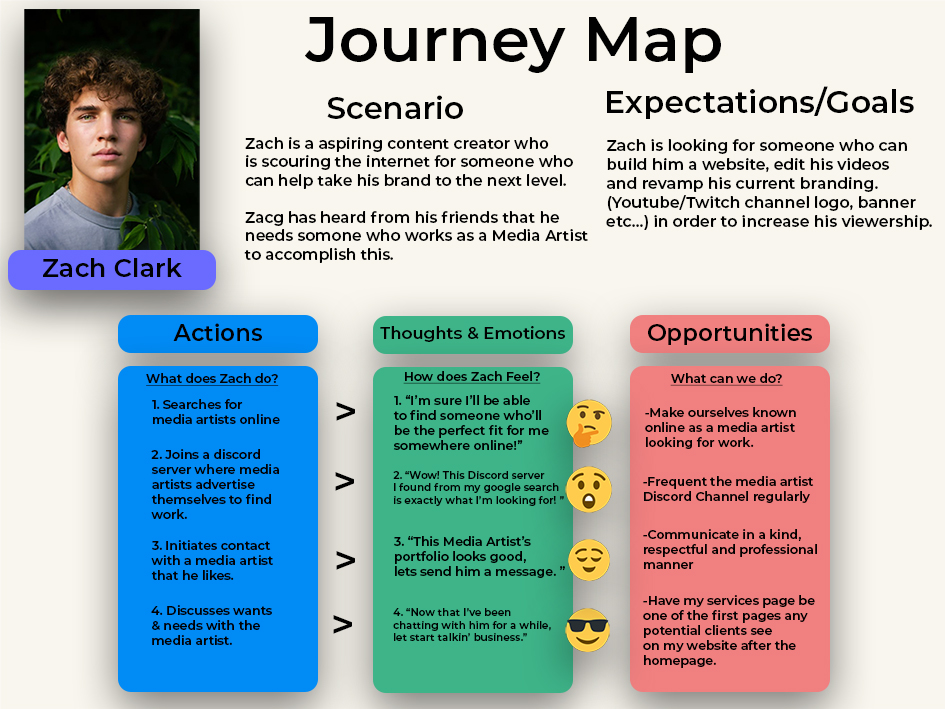 Journey Map
Zach Clark
Scenario
Zach is a aspiring content creator who
is scouring the internet for someone who
can help take his brand to the next level.
Zacg has heard from his friends that he
needs somone who works as a Media Artist
to accomplish this.
Expectations/Goals
Zach is looking for someone who can
build him a website, edit his videos
and revamp his current branding.
(Youtube/Twitch channel logo, banner
etc...) in order to increase his viewership.
Actions
What does Zach do?
1. Searches for
media artists online
2. Joins a discord
server where media
artists advertise
themselves to find
work.
3. Initiates contact
with a media artist
that he likes.
4. Discusses wants
& needs with the
media artist.
>
>
>
>
Thoughts & Emotions
How does Zach Feel?
1. “I’m sure I’ll be able
to find someone who’ll
be the perfect fit for me
somewhere online!”
2. “Wow! This Discord server
I found from my google search
is exactly what I’m looking for! ”
3. “This Media Artist’s
portfolio looks good,
lets send him a message. ”
4. “Now that I’ve been
chatting with him for a while,
let start talkin’ business.”
Opportunities
What can we do?
-Make ourselves known
online as a media artist
looking for work.
-Frequent the media artist
Discord Channel regularly
-Communicate in a kind,
respectful and professional
manner
-Have my services page be
one of the first pages any
potential clients see
on my website after the
homepage.